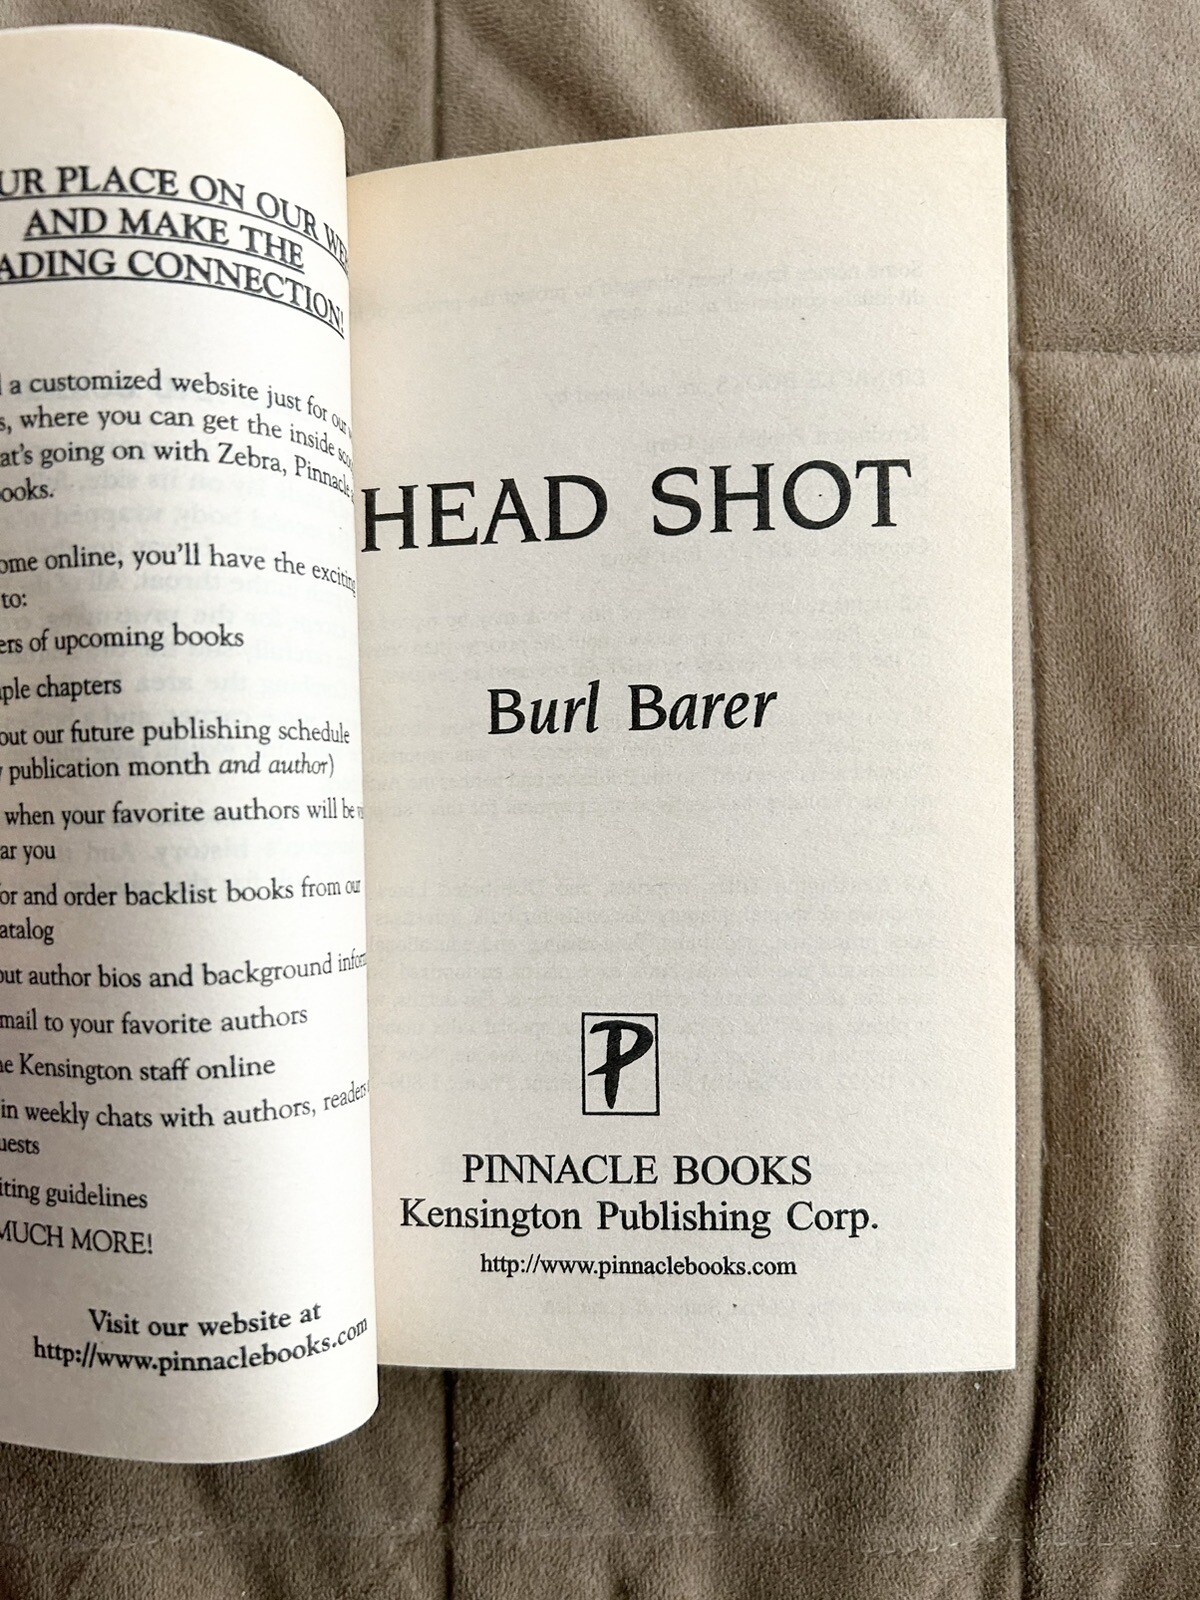 UR PLACE ON OUR
AND MAKE THE
ADING CONNECTION!
a customized website just for our
s, where you can get the inside
at's going on with Zebra, Pinnacle
ooks.
ome online, you'll have the exciting
to:
ers of upcoming books
ple chapters
out our future publishing schedule
y publication month and author)
when your favorite authors will be
ar you
for and order backlist books from our
atalog
out author bios and background infor
mail to your favorite authors
he Kensington staff online
in weekly chats with authors, readers
uests
iting guidelines
MUCH MORE!
Visit our website at
http://www.pinnaclebooks.com
HEAD SHOT
Burl Barer
P
PINNACLE BOOKS
Kensington Publishing Corp.
http://www.pinnaclebooks.com